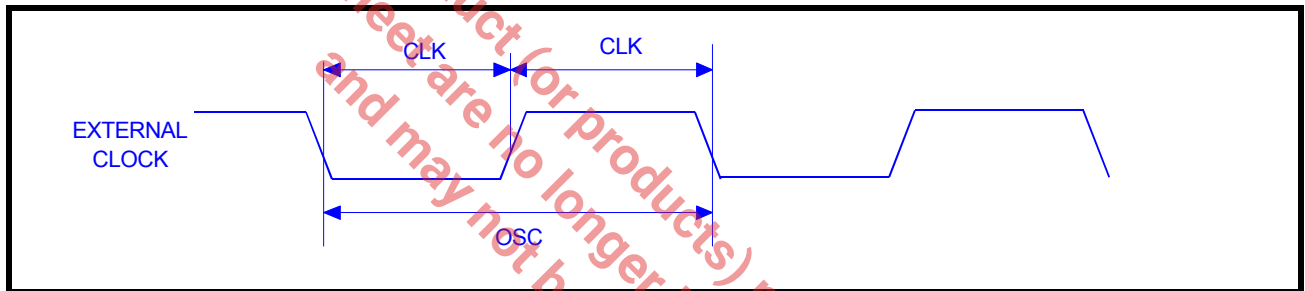 CLK CLK
EXTERNAL
CLOCK
OSC
uct (or products)
eet are no longer
and may not b